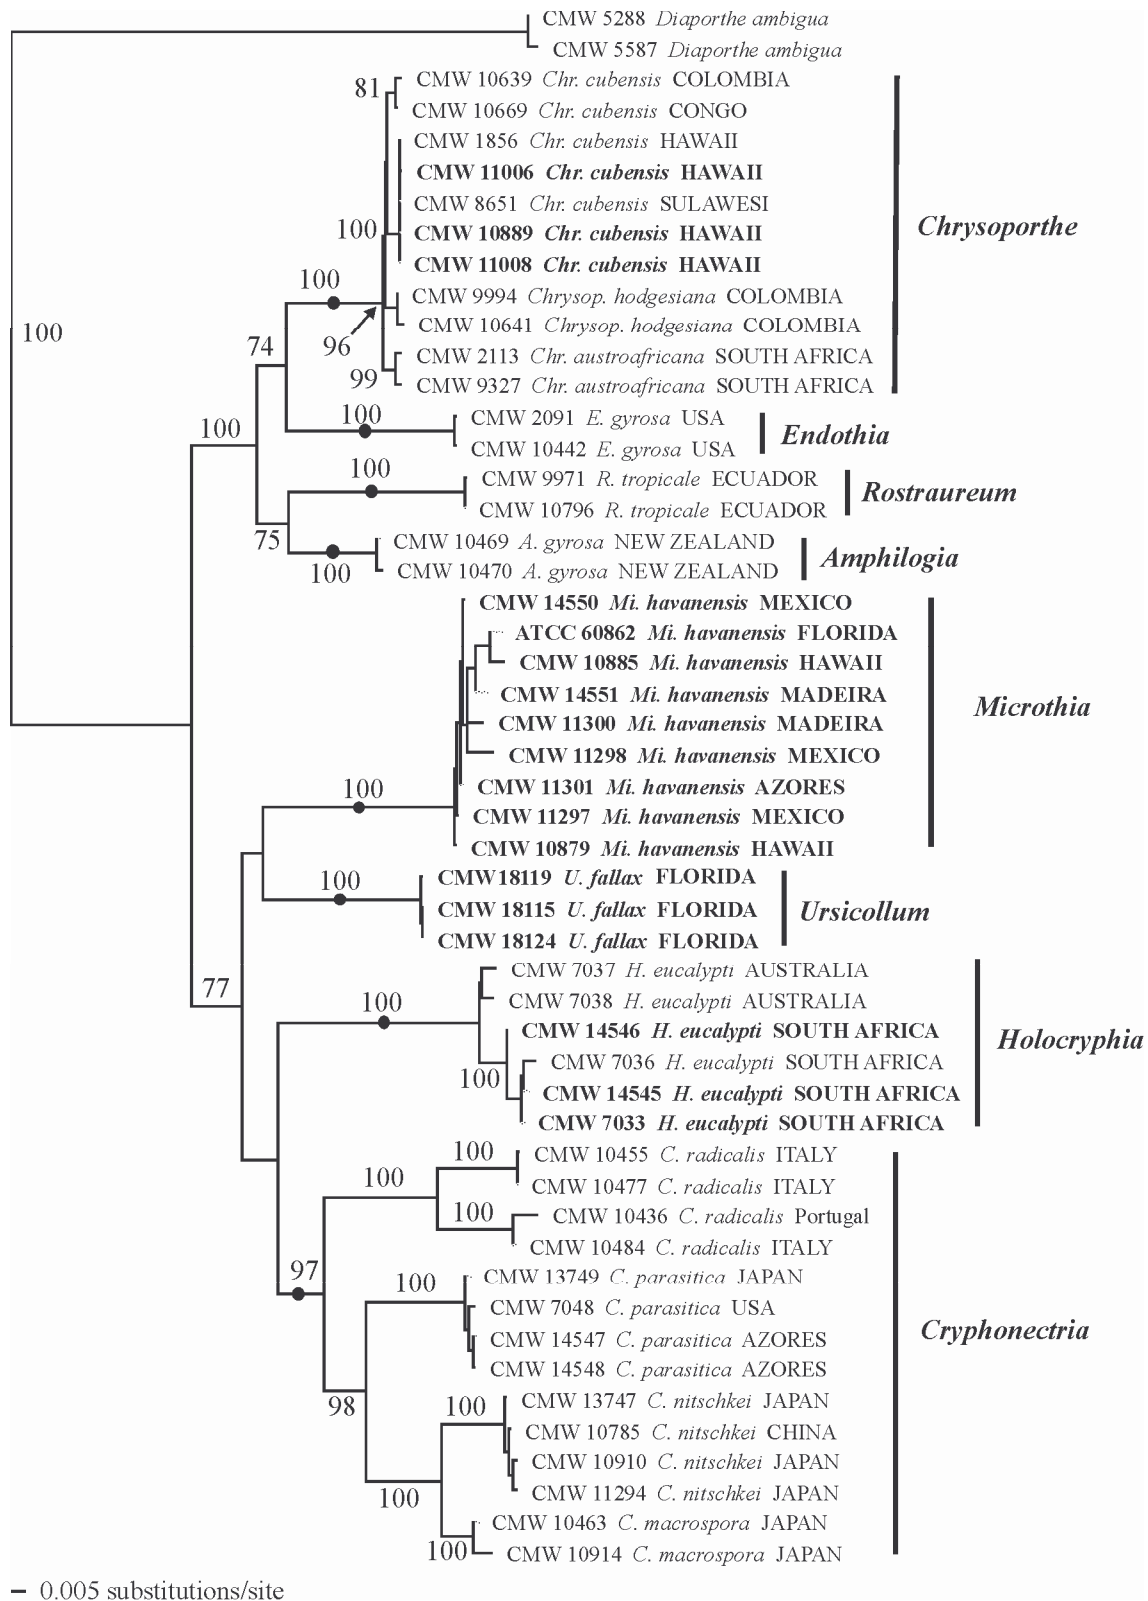 CMW 5288 Diaporthe ambigua
CMW 5587 Diaporthe ambigua
CMW 10639 Chr. cubensis COLOMBIA
81
CMW 10669 Chr. cubensis CONGO
CMW 1856 Chr. cubensis HAWAII
CMW 11006 Chr. cubensis HAWAII
CMW 8651 Chr. cubensis SULAWESI
Chrysoporthe
100
CMW 10889 Chr. cubensis HAWAII
CMW 11008 Chr. cubensis HAWAII
100
CMW 9994 Chrysop. hodgesiana COLOMBIA
CMW 10641 Chrysop. hodgesiana COLOMBIA
100
74
96
CMW 2113 Chr. austroafricana SOUTH AFRICA
99
CMW 9327 Chr. austroafricana SOUTH AFRICA
100
CMW 2091 E. gyrosa USA
100
Endothia
CMW 10442 E. gyrosa USA
100
CMW 9971 R. tropicale ECUADOR
Rostraureum
CMW 10796 R. tropicale ECUADOR
75
CMW 10469 A. gyrosa NEW ZEALAND
Amphilogia
100
CMW 10470 A. gyrosa NEW ZEALAND
CMW 14550 Mi. havanensis MEXICO
ATCC 60862 Mi. havanensis FLORIDA
CMW 10885 Mi. havanensis HAWAII
CMW 14551 Mi. havanensis MADEIRA
Microthia
CMW 11300 Mi. havanensis MADEIRA
CMW 11298 Mi. havanensis MEXICO
100
CMW 11301 Mi. havanensis AZORES
CMW 11297 Mi. havanensis MEXICO
CMW 10879 Mi. havanensis HAWAII
100
CMW18119 U. fallax FLORIDA
CMW 18115 U. fallax FLORIDA
Ursicollum
CMW 18124 U. fallax FLORIDA
CMW 7037 H. eucalypti AUSTRALIA
77
100
CMW 7038 H. eucalypti AUSTRALIA
CMW 14546 H. eucalypti SOUTH AFRICA
Holocryphia
CMW 7036 H. eucalypti SOUTH AFRICA
100
CMW 14545 H. eucalypti SOUTH AFRICA
CMW 7033 H. eucalypti SOUTH AFRICA
100
CMW 10455 C. radicalis ITALY
100
CMW 10477 C. radicalis ITALY
100
CMW 10436 C. radicalis Portugal
CMW 10484 C. radicalis ITALY
97
100
CMW 13749 C. parasitica JAPAN
CMW 7048 C. parasitica USA
Cryphonectria
CMW 14547 C. parasitica AZORES
CMW 14548 C. parasitica AZORES
98
100
CMW 13747 C. nitschkei JAPAN
CMW 10785 C. nitschkei CHINA
CMW 10910 C. nitschkei JAPAN
100
CMW 11294 C. nitschkei JAPAN
CMW 10463 C. macrospora JAPAN
100
CMW 10914 C. macrospora JAPAN
0.005 substitutions/site